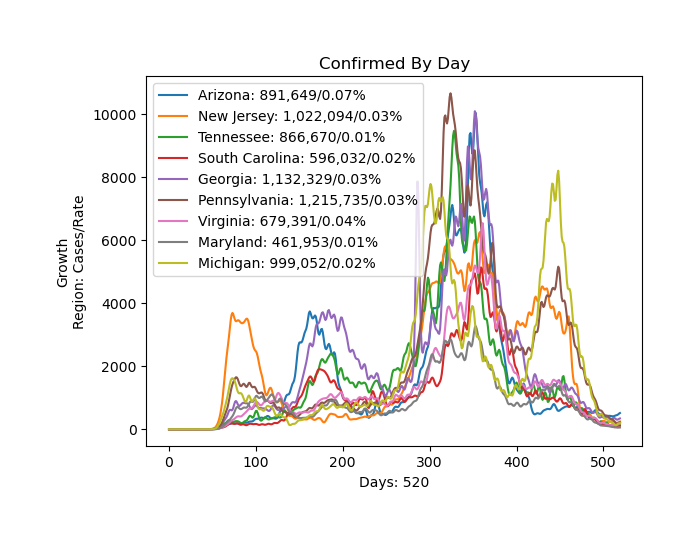 Confirmed By Day
Growth
Region: Cases/Rate
10000
8000
6000
4000
2000
0
Arizona: 891,649/0.07%
New Jersey: 1,022,094/0.03%
Tennessee: 866,670/0.01%
South Carolina: 596,032/0.02%
Georgia: 1,132,329/0.03%
Pennsylvania: 1,215,735/0.03%
Virginia: 679,391/0.04%
Maryland: 461,953/0.01%
Michigan: 999,052/0.02%
0 100 200 300 400 500
Days: 520